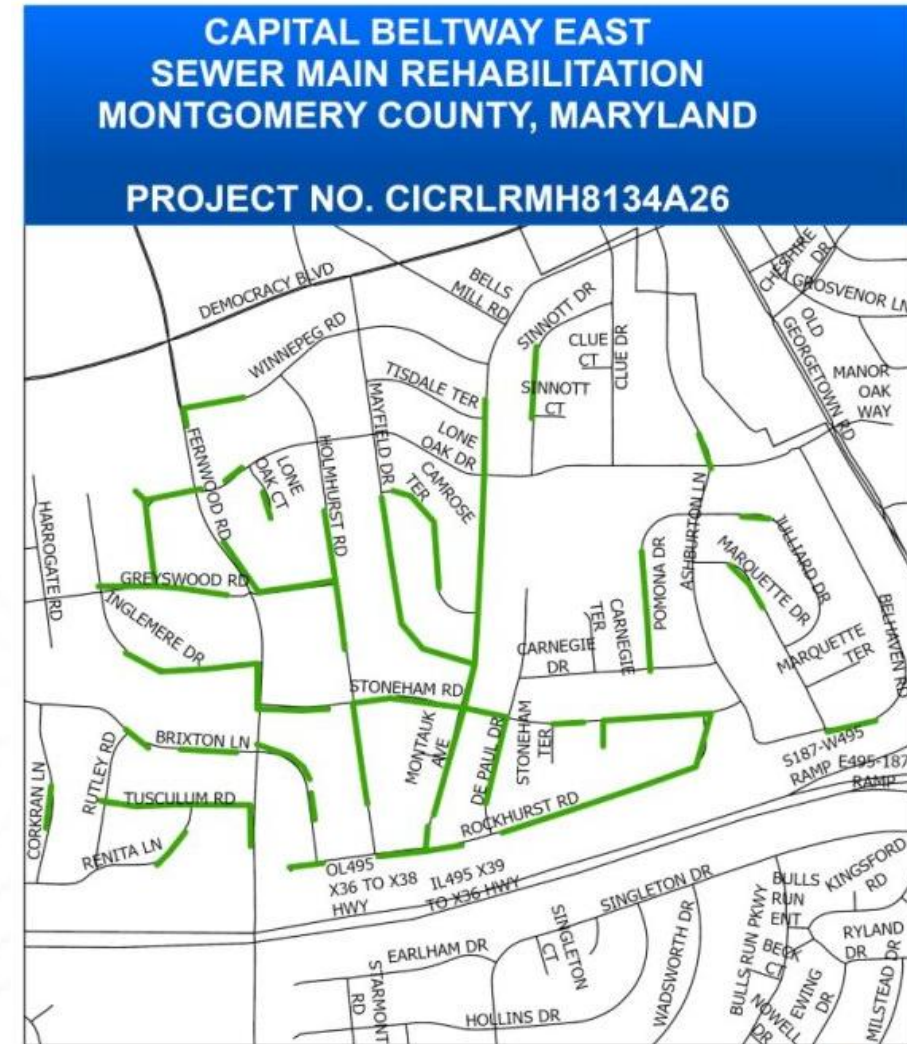 CAPITAL BELTWAY EAST
SEWER MAIN REHABILITATION
MONTGOMERY COUNTY, MARYLAND
PROJECT NO. CICRLRMH8134A26
DEMOCRACY BLVD
BELLS
MILL RD
CHESHIRE
DR
GROSVENOR LN
OLD
GEORGETOWN RD
MANOR
OAK
WAY
WINNEPEG RD
SINNOTT DR
CLUE
CT
CLUE DR
SINNOTT
CT
TISDALE TER
MAYFIELD DR
LONE
OAK DR
CAMROSE
TER
HOLMHURST RD
LONE
OAK CT
FERNWOOD RD
HARROGATE RD
GREYSWOOD RD
INGLEMERE DR
ASHBURTON LN
POMONA DR
JULLIARD DR
MARQUETTE DR
MARQUETTE
TER
BELHAVEN RD
CARNEGIE
TER
CARNEGIE
DR
STONEHAM RD
STONEHAM
TER
MONTAUK
AVE
DE PAUL DR
BRIXTON LN
RUTLEY RD
CORKRAN LN
TUSCULUM RD
RENITA LN
ROCKHURST RD
S187-W495
RAMP
E495-187
RAMP
OL495
X36 TO X38
HWY
IL495 X39
TO X36 HWY
SINGLETON DR
SINGLETON
CT
EARLHAM DR
STARMONT
RD
HOLLINS DR
WADSWORTH DR
BULLS RUN PKWY
BULLS
RUN
ENT
BECK
CT
KINGSFORD
RD
RYLAND
DR
EWING
DR
NOWELL
DR
MILSTEAD DR